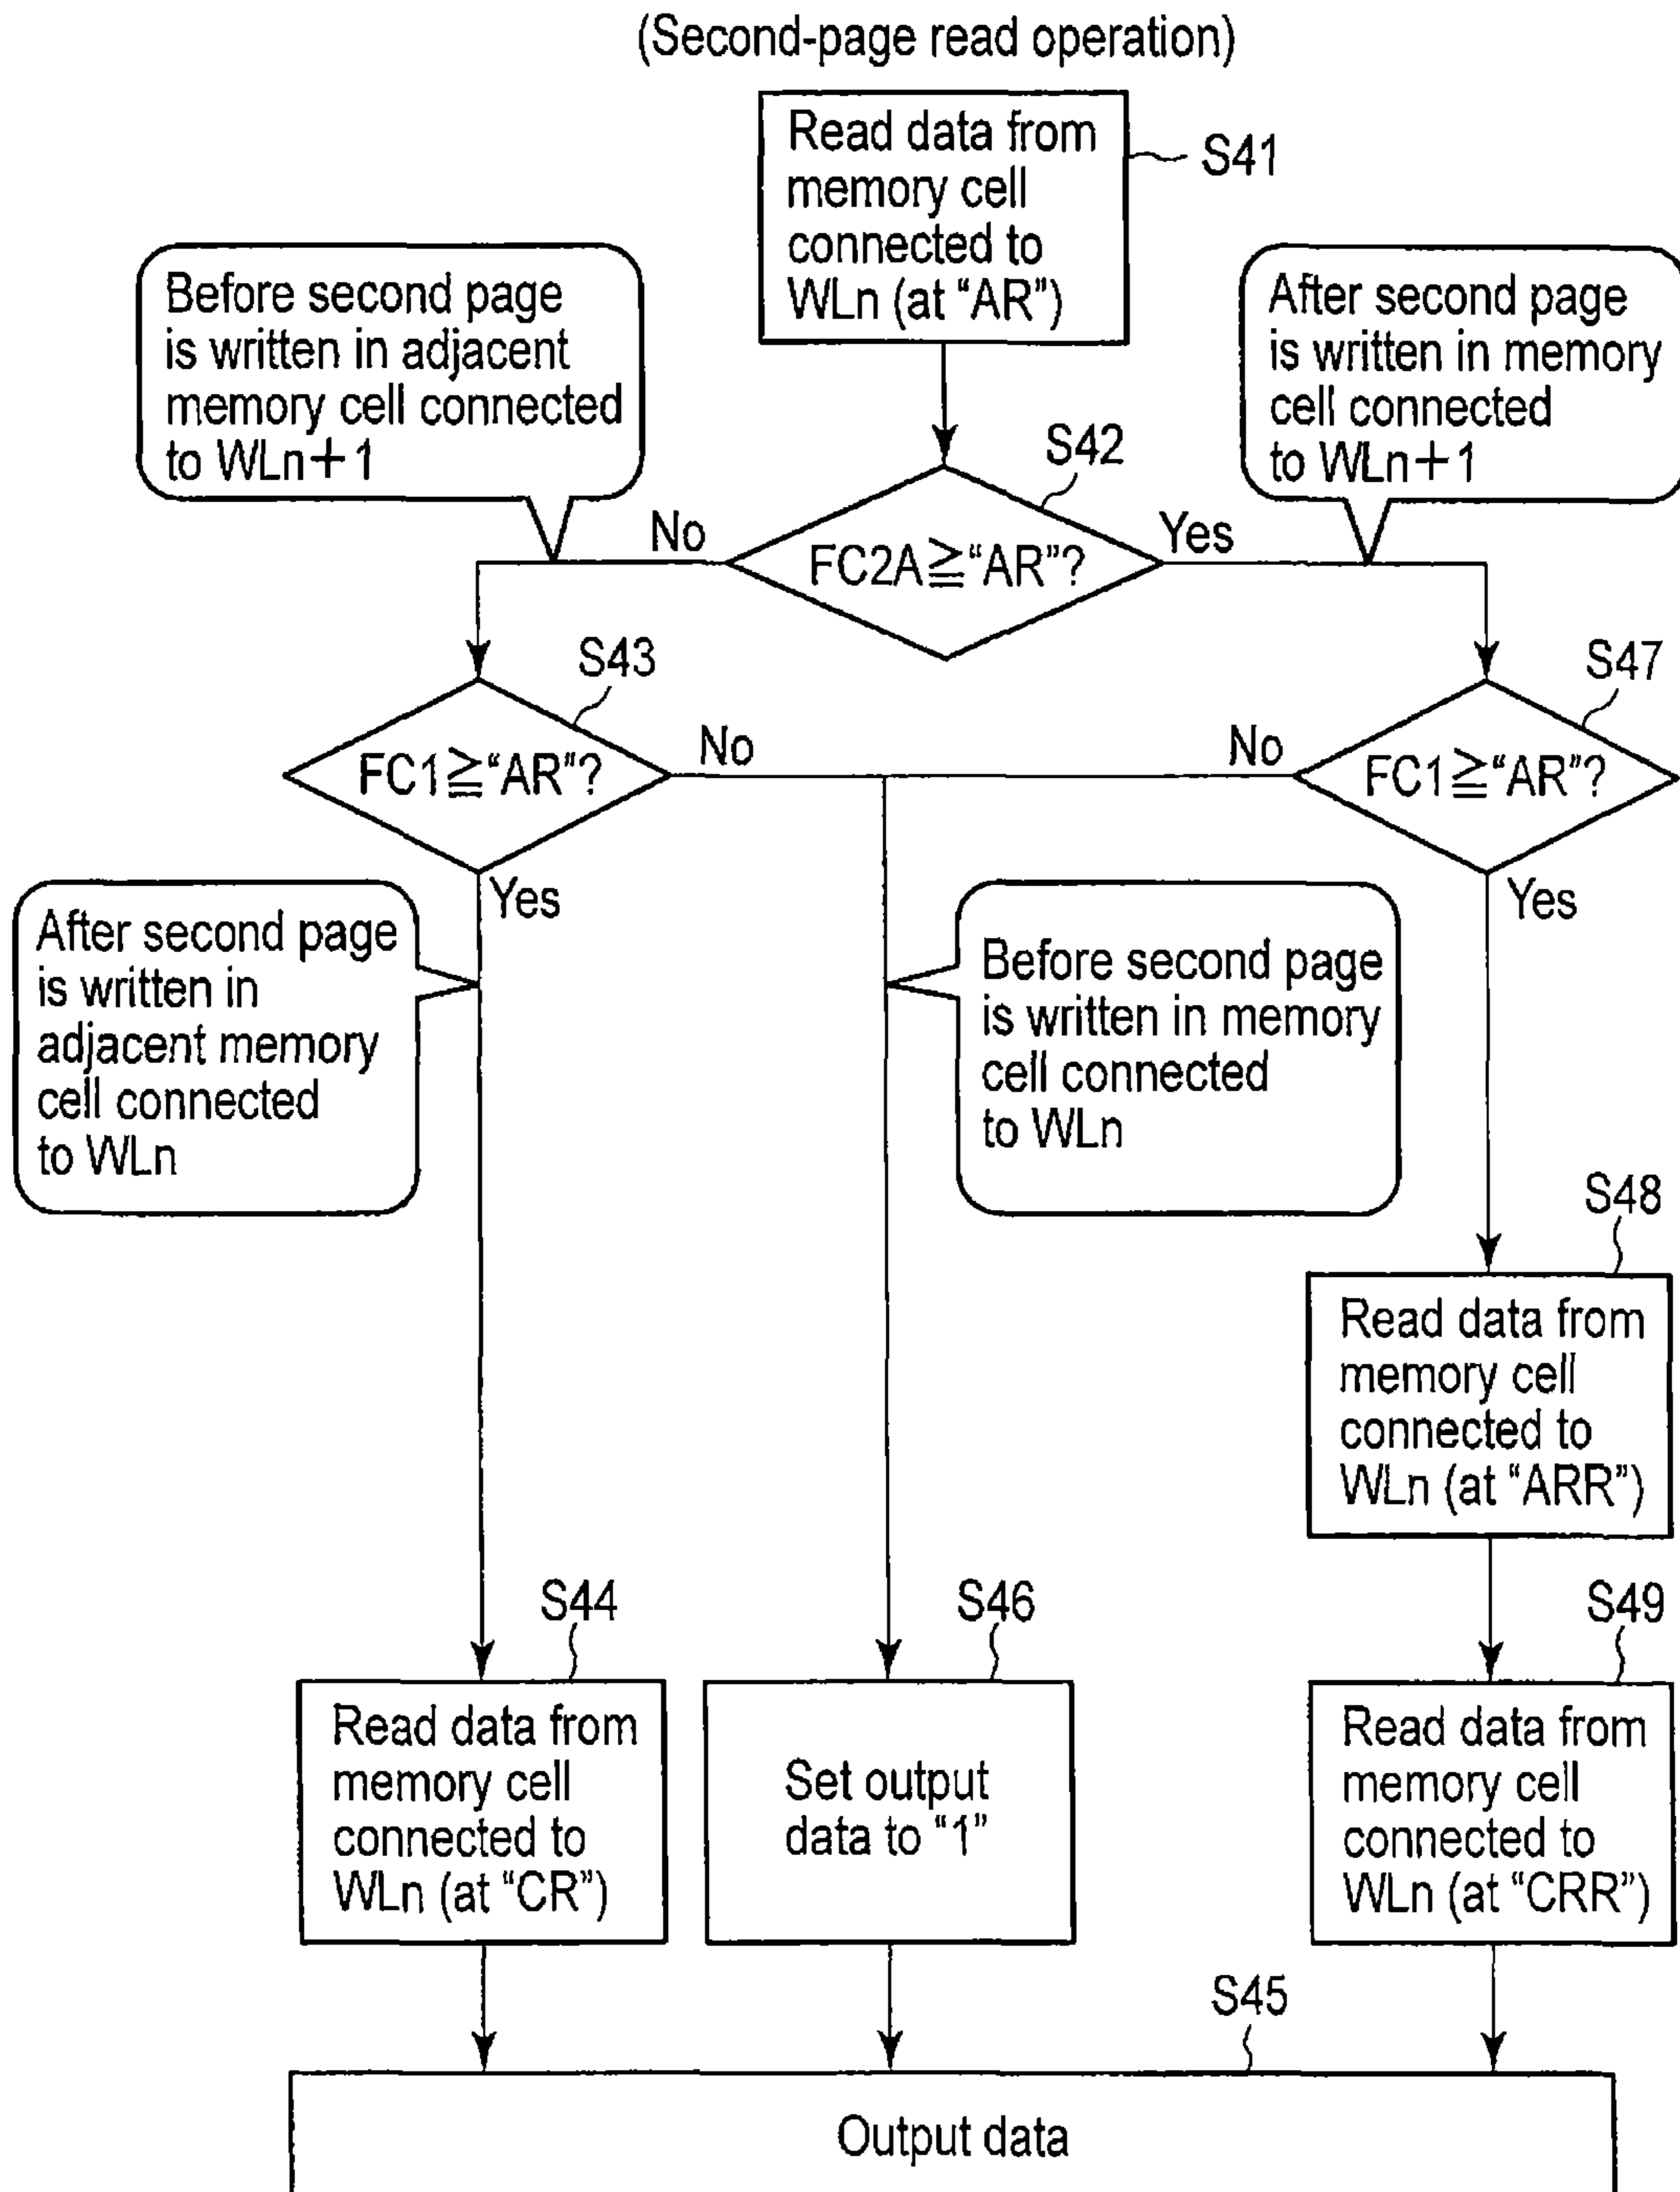 (Second-page read operation)
Read data from
memory cell
connected to
WLn (at “AR”)
S41
Before second page
is written in adjacent
memory cell connected
to WLn+1
After second page
is written in memory
cell connected
to WLn+1
S42
No
FC2A≧“AR”?
Yes
S43
FC1≧“AR”?
No
Yes
S47
No
FC1≧“AR”?
Yes
After second page
is written in
adjacent memory
cell connected
to WLn
Before second page
is written in memory
cell connected
to WLn
S48
Read data from
memory cell
connected to
WLn (at “ARR”)
S44
Read data from
memory cell
connected to
WLn (at “CR”)
S46
Set output
data to “1”
S49
Read data from
memory cell
connected to
WLn (at “CRR”)
S45
Output data